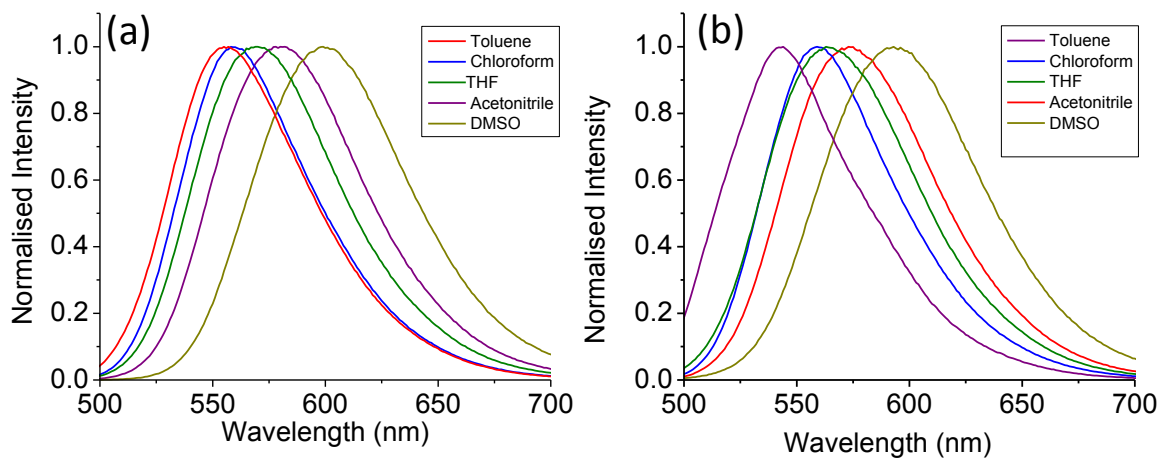 (a)
Normalised Intensity
1.0
0.8
0.6
0.4
0.2
0.0
Toluene
Chloroform
THF
Acetonitrile
DMSO
500 550 600 650 700
Wavelength (nm)
(b)
Normalised Intensity
1.0
0.8
0.6
0.4
0.2
0.0
Toluene
Chloroform
THF
Acetonitrile
DMSO
500 550 600 650 700
Wavelength (nm)